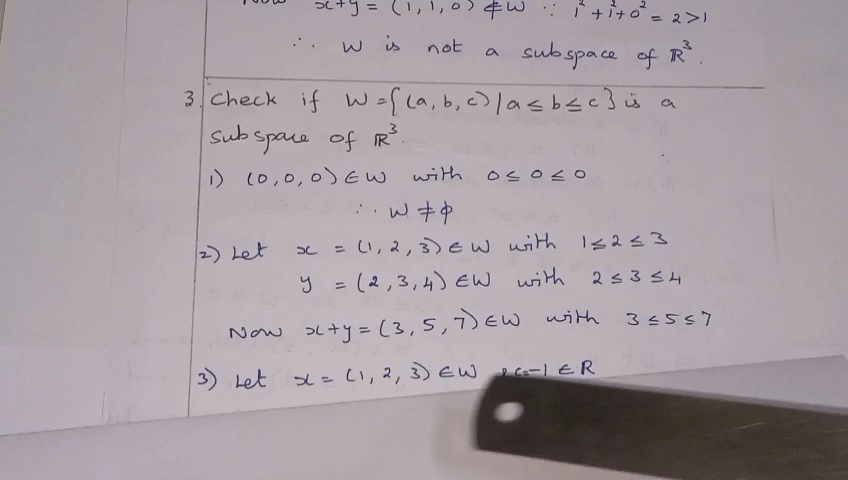 Now x+y = (1,1,0) ∉ W ∵ 1²+1²+0² = 2 > 1
∴ W is not a subspace of ℝ³.
3. Check if W = {(a, b, c) | a ≤ b ≤ c} is a
subspace of ℝ³.
1) (0,0,0) ∈ W with 0 ≤ 0 ≤ 0
∴ W ≠ ϕ
2) Let x = (1, 2, 3) ∈ W with 1 ≤ 2 ≤ 3
y = (2, 3, 4) ∈ W with 2 ≤ 3 ≤ 4
Now x+y = (3, 5, 7) ∈ W with 3 ≤ 5 ≤ 7
3) Let x = (1, 2, 3) ∈ W -1 ∈ R